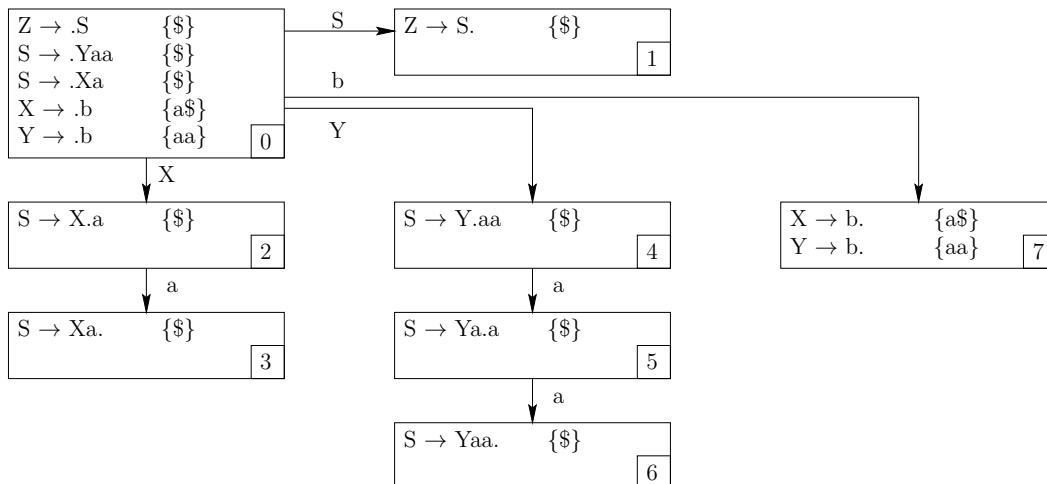 Z → .S {$}
S → .Yaa {$}
S → .Xa {$}
X → .b {a$}
Y → .b {aa}
0
S
Z → S. {$}
1
b
Y
X
S → X.a {$}
2
S → Y.aa {$}
4
X → b. {a$}
Y → b. {aa}
7
a
a
S → Xa. {$}
3
S → Ya.a {$}
5
a
S → Yaa. {$}
6